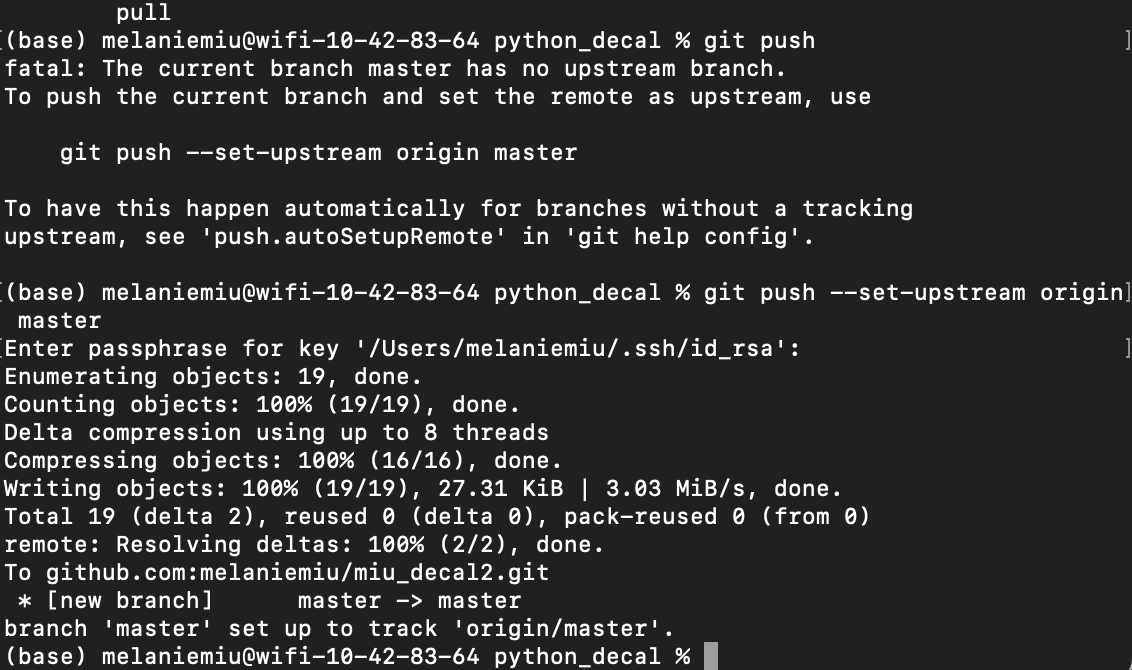 pull
[(base) melaniemiu@wifi-10-42-83-64 python_decal % git push ]
fatal: The current branch master has no upstream branch.
To push the current branch and set the remote as upstream, use
git push --set-upstream origin master
To have this happen automatically for branches without a tracking
upstream, see 'push.autoSetupRemote' in 'git help config'.
[(base) melaniemiu@wifi-10-42-83-64 python_decal % git push --set-upstream origin]
master
[Enter passphrase for key '/Users/melaniemiu/.ssh/id_rsa': ]
Enumerating objects: 19, done.
Counting objects: 100% (19/19), done.
Delta compression using up to 8 threads
Compressing objects: 100% (16/16), done.
Writing objects: 100% (19/19), 27.31 KiB | 3.03 MiB/s, done.
Total 19 (delta 2), reused 0 (delta 0), pack-reused 0 (from 0)
remote: Resolving deltas: 100% (2/2), done.
To github.com:melaniemiu/miu_decal2.git
* [new branch] master -> master
branch 'master' set up to track 'origin/master'.
(base) melaniemiu@wifi-10-42-83-64 python_decal %